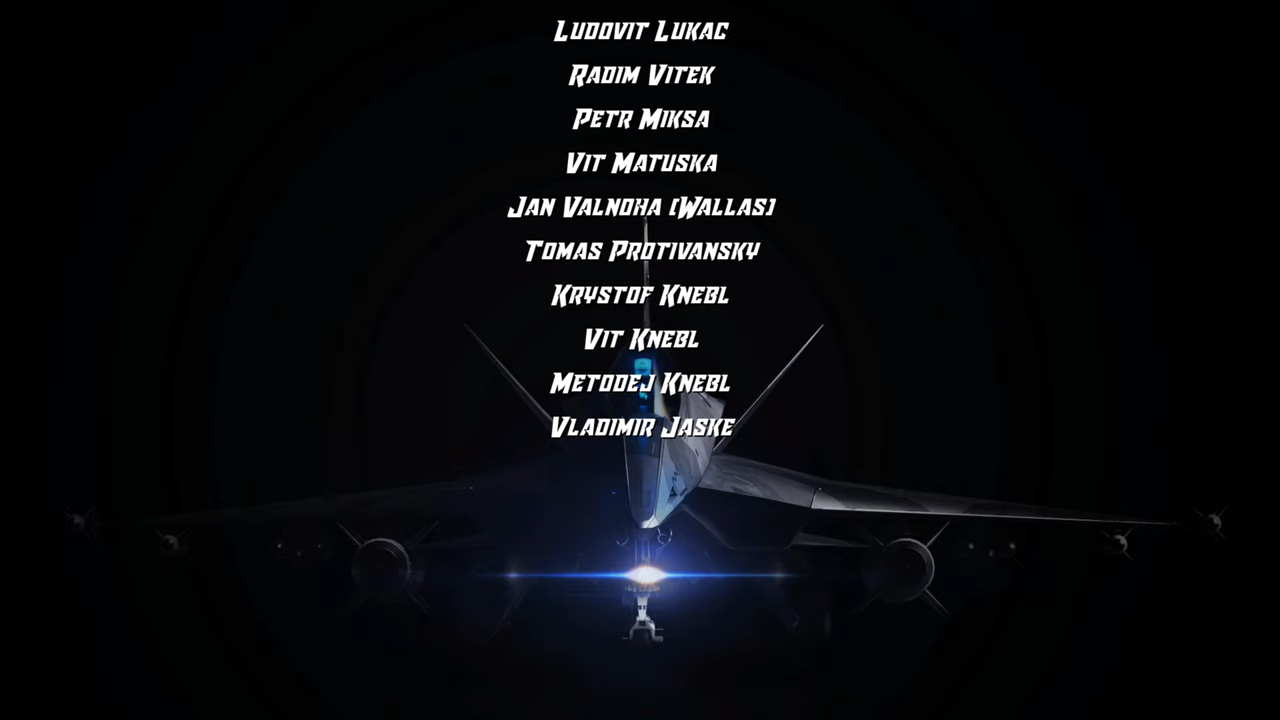 Ludovit Lukac
Radim Vitek
Petr Miksa
Vit Matuska
Jan Valnoha (Wallas)
Tomas Protivansky
Krystof Knebl
Vit Knebl
Metodej Knebl
Vladimir Jaske